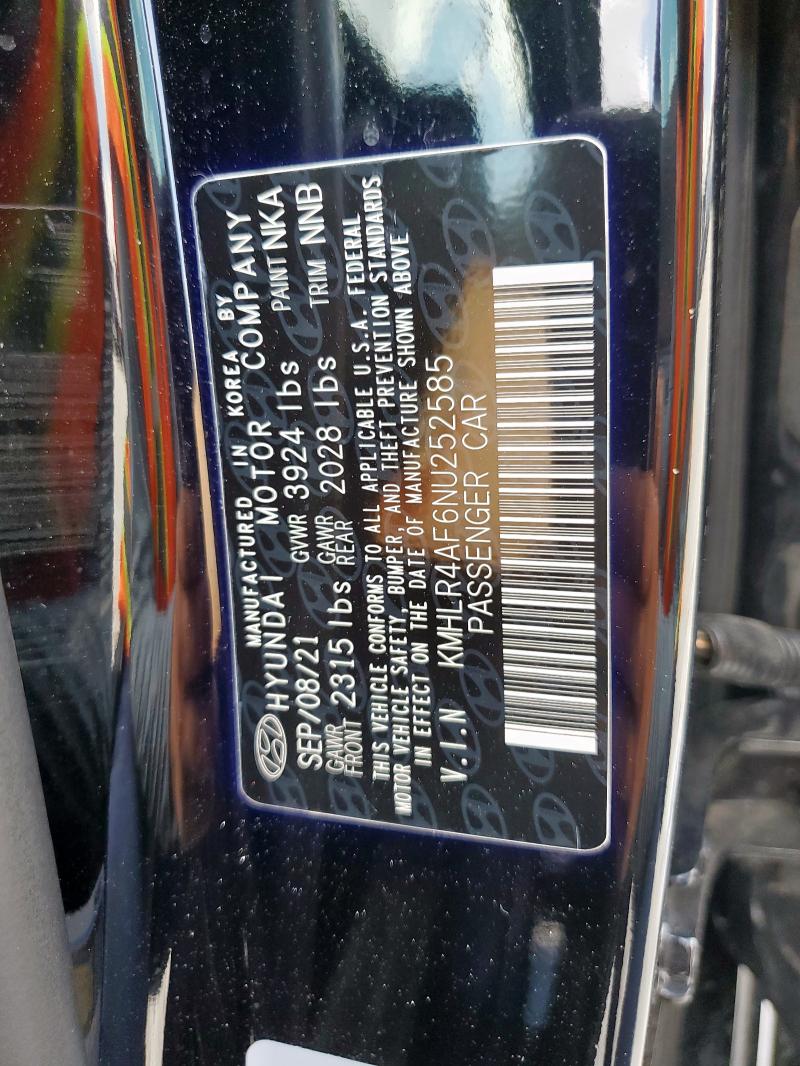 MANUFACTURED IN KOREA BY
HYUNDAI MOTOR COMPANY
SEP/08/21 GVWR 3924 lbs PAINT NKA
GAWR FRONT 2315 lbs GAWR REAR 2028 lbs TRIM NNB
THIS VEHICLE CONFORMS TO ALL APPLICABLE U.S.A. FEDERAL
MOTOR VEHICLE SAFETY, BUMPER, AND THEFT PREVENTION STANDARDS
IN EFFECT ON THE DATE OF MANUFACTURE SHOWN ABOVE
V.I.N KMHLR4AF6NU252585
PASSENGER CAR